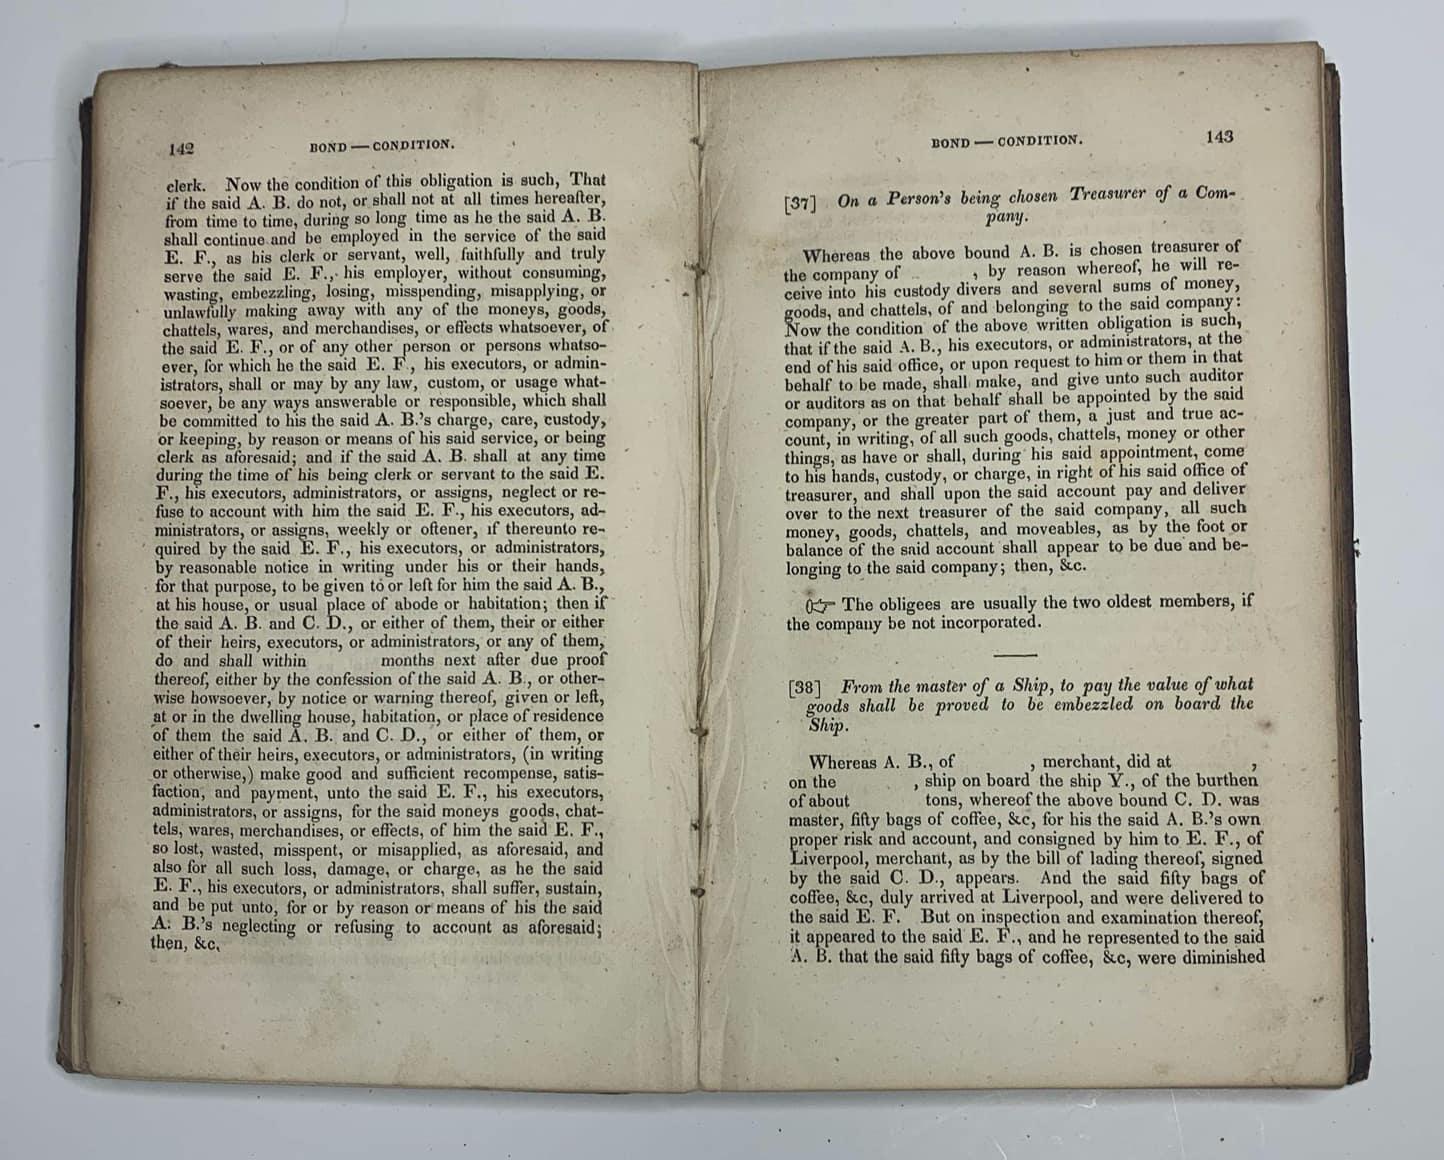 142
BOND — CONDITION.
clerk. Now the condition of this obligation is such, That
if the said A. B. do not, or shall not at all times hereafter,
from time to time, during so long time as he the said A. B.
shall continue and be employed in the service of the said
E. F., as his clerk or servant, well, faithfully and truly
serve the said E. F., his employer, without consuming,
wasting, embezzling, losing, misspending, misapplying, or
unlawfully making away with any of the moneys, goods,
chattels, wares, and merchandises, or effects whatsoever, of
the said E. F., or of any other person or persons whatso-
ever, for which he the said E. F., his executors, or admin-
istrators, shall or may by any law, custom, or usage what-
soever, be any ways answerable or responsible, which shall
be committed to his the said A. B.'s charge, care, custody,
or keeping, by reason or means of his said service, or being
clerk as aforesaid; and if the said A. B. shall at any time
during the time of his being clerk or servant to the said E.
F., his executors, administrators, or assigns, neglect or re-
fuse to account with him the said E. F., his executors, ad-
ministrators, or assigns, weekly or oftener, if thereunto re-
quired by the said E. F., his executors, or administrators,
by reasonable notice in writing under his or their hands,
for that purpose, to be given to or left for him the said A. B.,
at his house, or usual place of abode or habitation; then if
the said A. B. and C. D., or either of them, their or either
of their heirs, executors, or administrators, or any of them,
do and shall within months next after due proof
thereof, either by the confession of the said A. B., or other-
wise howsoever, by notice or warning thereof, given or left,
at or in the dwelling house, habitation, or place of residence
of them the said A. B. and C. D., or either of them, or
either of their heirs, executors, or administrators, (in writing
or otherwise,) make good and sufficient recompense, satis-
faction, and payment, unto the said E. F., his executors,
administrators, or assigns, for the said moneys goods, chat-
tels, wares, merchandises, or effects, of him the said E. F.,
so lost, wasted, misspent, or misapplied, as aforesaid, and
also for all such loss, damage, or charge, as he the said
E. F., his executors, or administrators, shall suffer, sustain,
and be put unto, for or by reason or means of his the said
A. B.'s neglecting or refusing to account as aforesaid;
then, &c.
BOND — CONDITION.
143
[37] On a Person's being chosen Treasurer of a Com-
pany.
Whereas the above bound A. B. is chosen treasurer of
the company of , by reason whereof, he will re-
ceive into his custody divers and several sums of money,
goods, and chattels, of and belonging to the said company:
Now the condition of the above written obligation is such,
that if the said A. B., his executors, or administrators, at the
end of his said office, or upon request to him or them in that
behalf to be made, shall make, and give unto such auditor
or auditors as on that behalf shall be appointed by the said
company, or the greater part of them, a just and true ac-
count, in writing, of all such goods, chattels, money or other
things, as have or shall, during his said appointment, come
to his hands, custody, or charge, in right of his said office of
treasurer, and shall upon the said account pay and deliver
over to the next treasurer of the said company, all such
money, goods, chattels, and moveables, as by the foot or
balance of the said account shall appear to be due and be-
longing to the said company; then, &c.
☞ The obligees are usually the two oldest members, if
the company be not incorporated.
[38] From the master of a Ship, to pay the value of what
goods shall be proved to be embezzled on board the
Ship.
Whereas A. B., of , merchant, did at ,
on the , ship on board the ship Y., of the burthen
of about tons, whereof the above bound C. D. was
master, fifty bags of coffee, &c, for his the said A. B.'s own
proper risk and account, and consigned by him to E. F., of
Liverpool, merchant, as by the bill of lading thereof, signed
by the said C. D., appears. And the said fifty bags of
coffee, &c, duly arrived at Liverpool, and were delivered to
the said E. F. But on inspection and examination thereof,
it appeared to the said E. F., and he represented to the said
A. B. that the said fifty bags of coffee, &c, were diminished